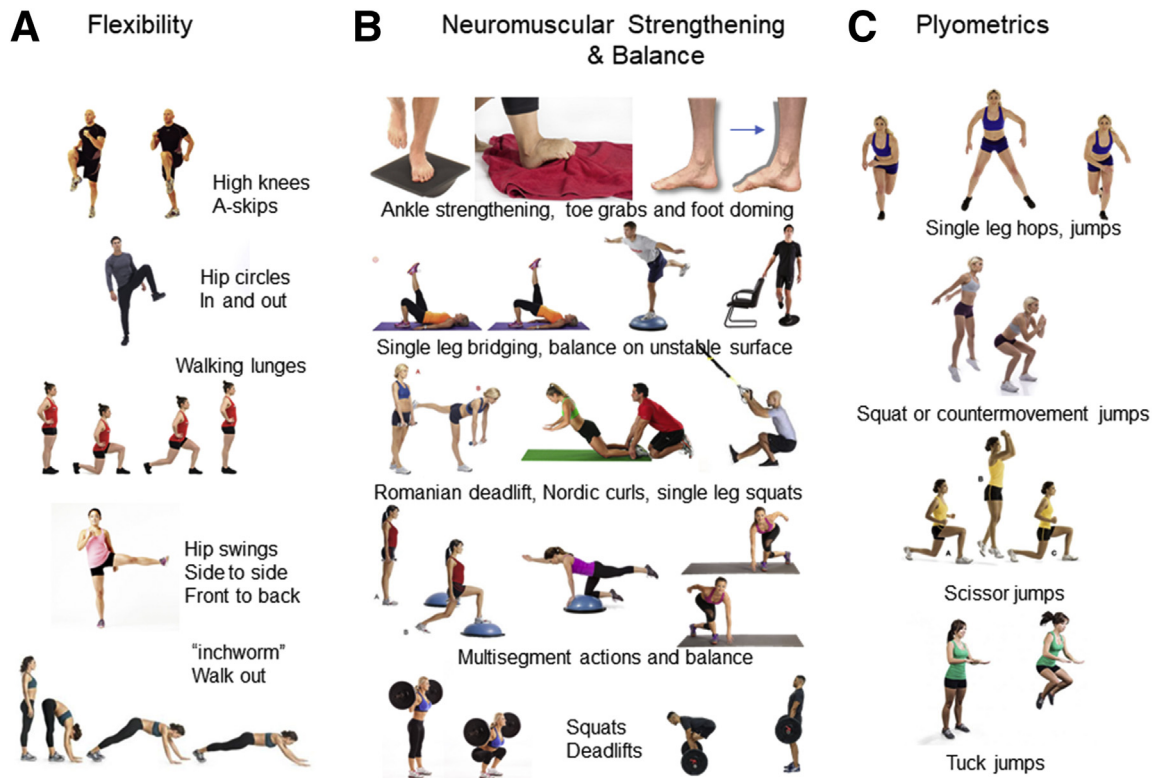 A Flexibility
High knees
A-skips
Hip circles
In and out
Walking lunges
Hip swings
Side to side
Front to back
“inchworm”
Walk out
B Neuromuscular Strengthening
& Balance
Ankle strengthening, toe grabs and foot doming
Single leg bridging, balance on unstable surface
A
B
Romanian deadlift, Nordic curls, single leg squats
A
B
Multisegment actions and balance
Squats
Deadlifts
C Plyometrics
Single leg hops, jumps
Squat or countermovement jumps
B
A
C
Scissor jumps
Tuck jumps